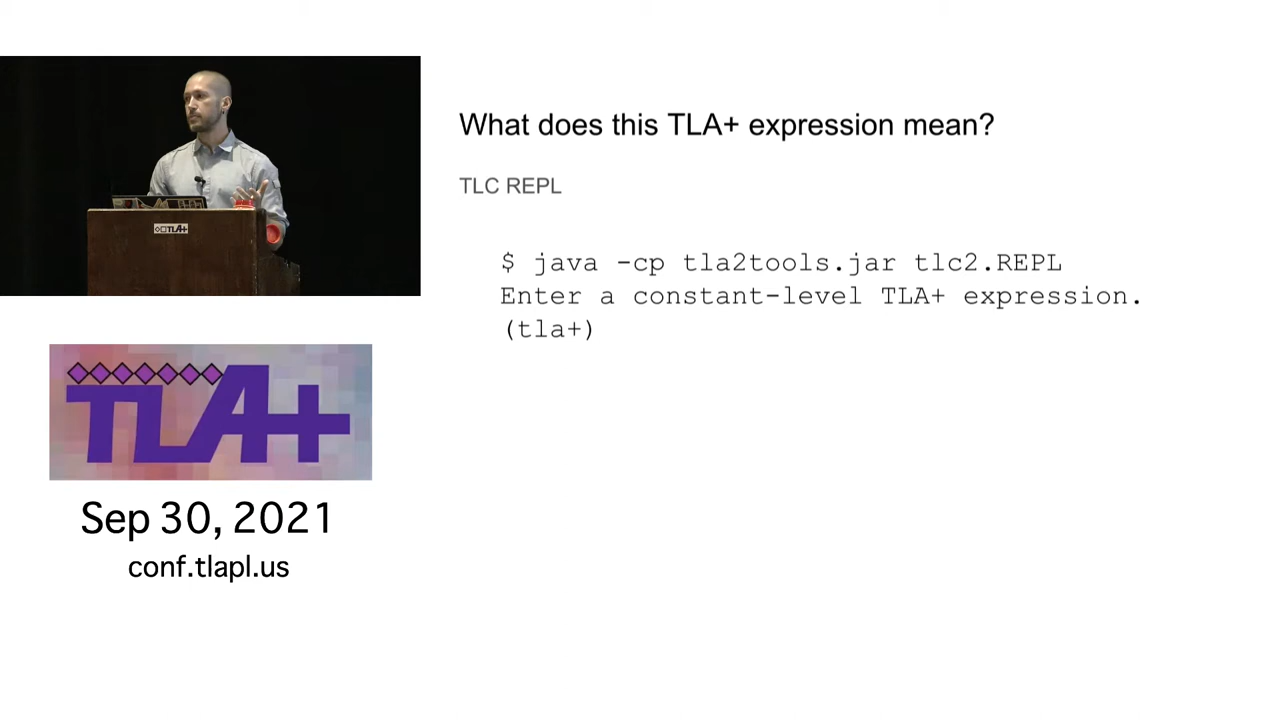 What does this TLA+ expression mean?
TLC REPL
$ java -cp tla2tools.jar tlc2.REPL
Enter a constant-level TLA+ expression.
(tla+)
TLA+
TLA+
Sep 30, 2021
conf.tlapl.us